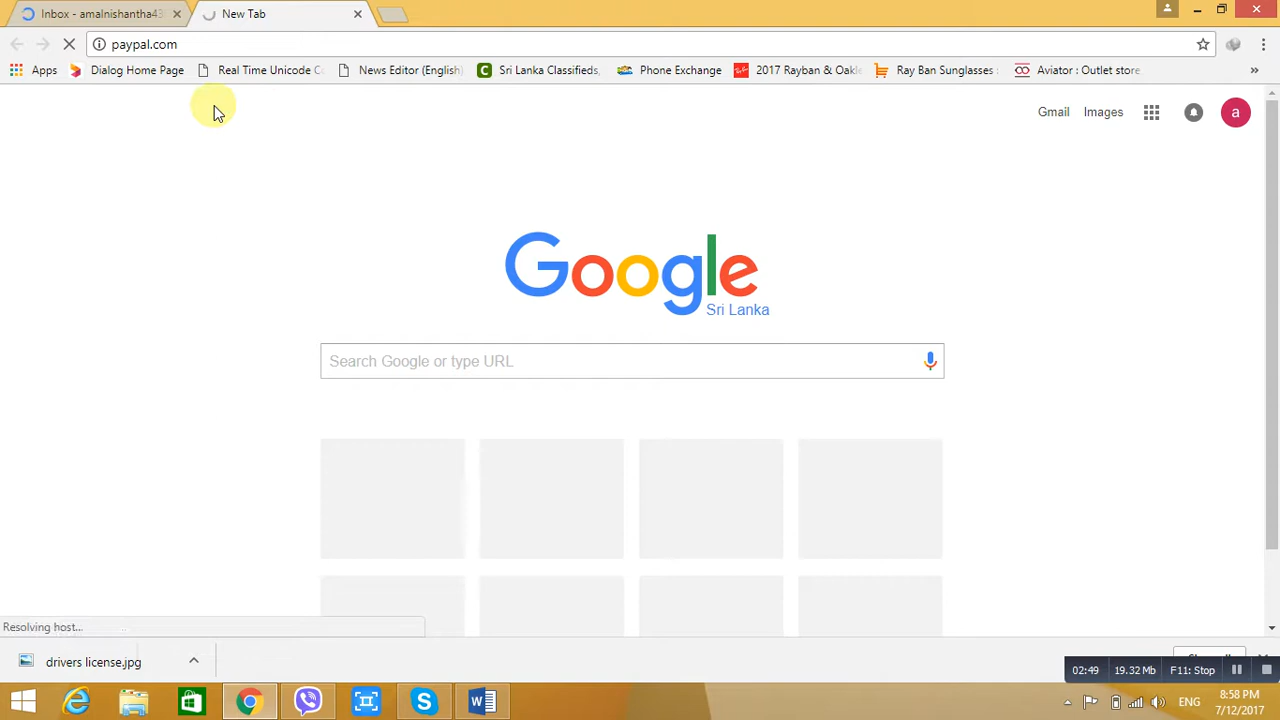 Inbox - amalnishantha43
New Tab
paypal.com
Apps
Dialog Home Page
Real Time Unicode C
News Editor (English)
Sri Lanka Classifieds,
Phone Exchange
2017 Rayban & Oakl
Ray Ban Sunglasses
Aviator : Outlet store
»
Gmail
Images
a
Google
Sri Lanka
Search Google or type URL
Resolving host...
drivers license.jpg
02:49
19.32 Mb
F11: Stop
ENG
8:58 PM
7/12/2017